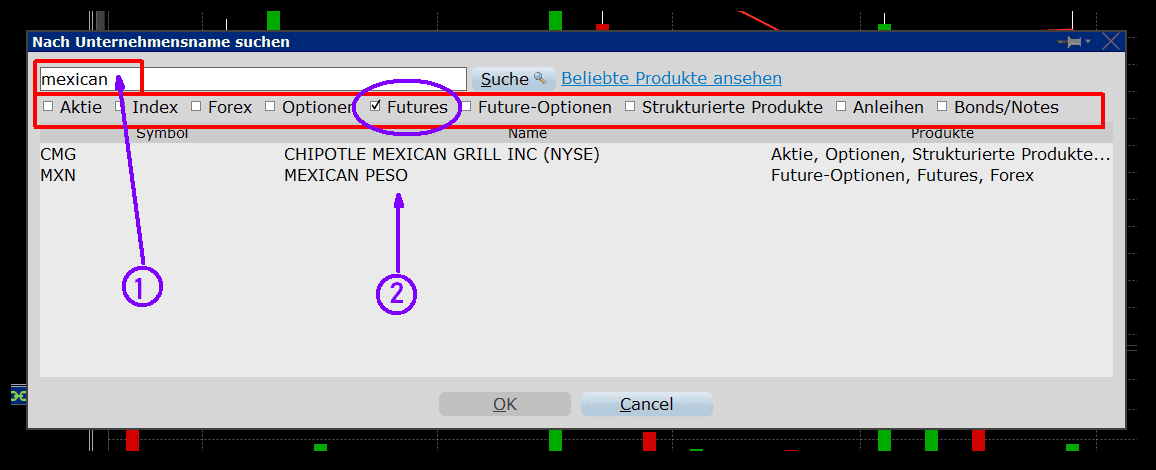 Nach Unternehmensname suchen
mexican Suche Beliebte Produkte ansehen
Aktie Index Forex Optionen Futures Future-Optionen Strukturierte Produkte Anleihen Bonds/Notes
Symbol Name Produkte
CMG CHIPOTLE MEXICAN GRILL INC (NYSE) Aktie, Optionen, Strukturierte Produkte...
MXN MEXICAN PESO Future-Optionen, Futures, Forex
1 2
OK Cancel